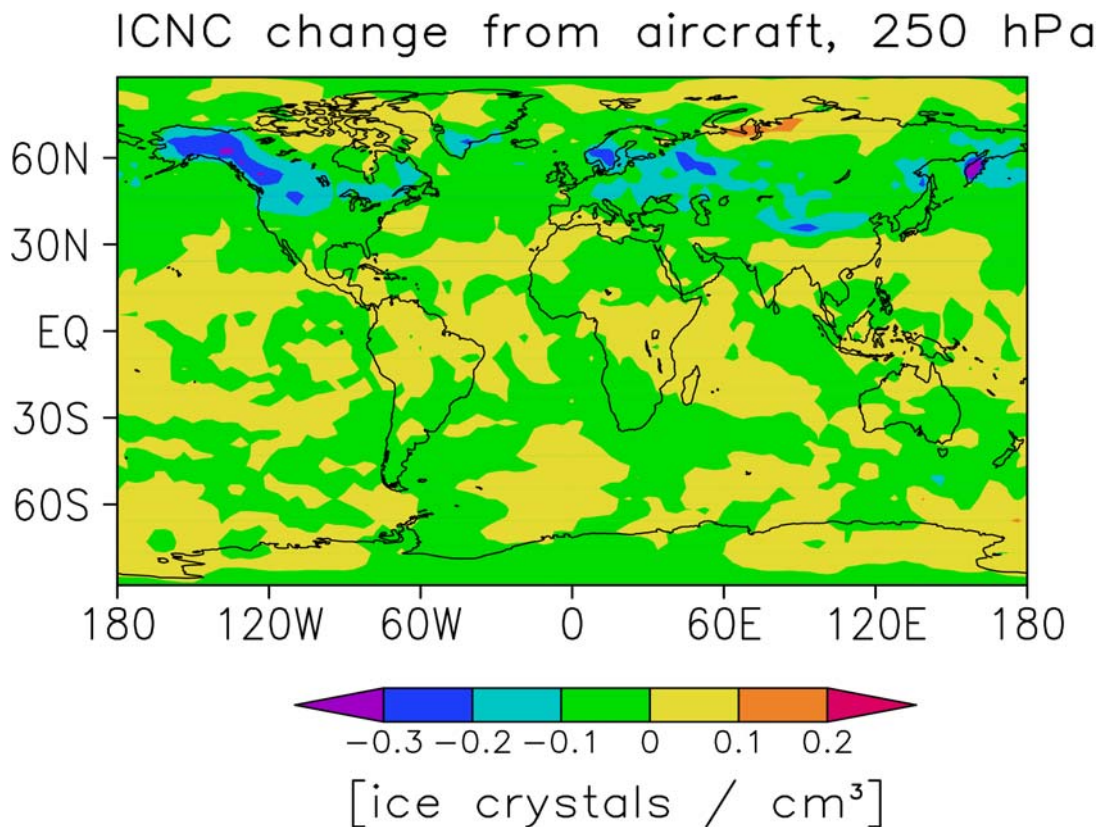 ICNC change from aircraft, 250 hPa
60N
30N
EQ
30S
60S
180 120W 60W 0 60E 120E 180
−0.3 −0.2 −0.1 0 0.1 0.2
[ice crystals / cm³]